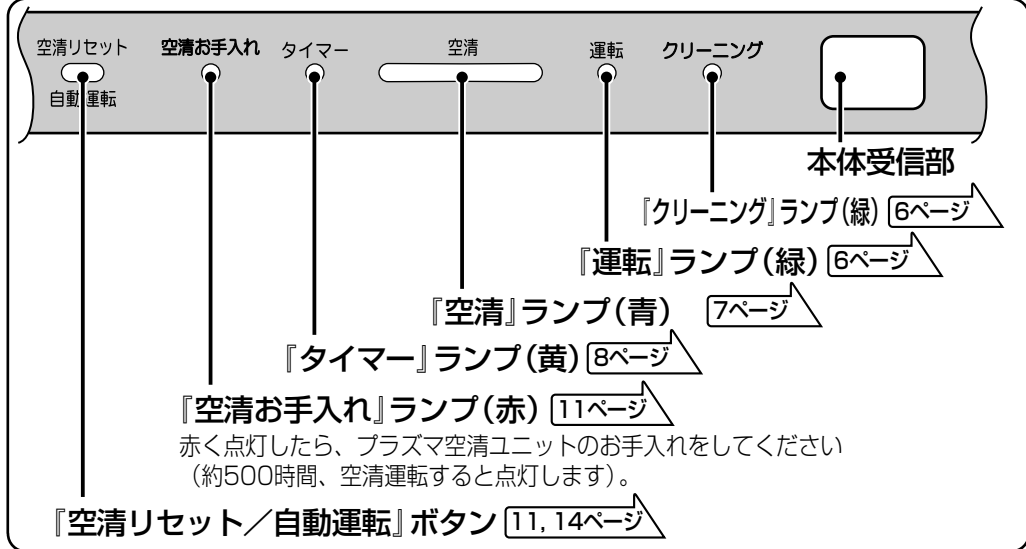 空清リセット 空清お手入れ タイマー 空清 運転 クリーニング
自動運転
本体受信部
『クリーニング』ランプ(緑) 6ページ
『運転』ランプ(緑) 6ページ
『空清』ランプ(青) 7ページ
『タイマー』ランプ(黄) 8ページ
『空清お手入れ』ランプ(赤) 11ページ
赤く点灯したら、プラズマ空清ユニットのお手入れをしてください
(約500時間、空清運転すると点灯します)。
『空清リセット/自動運転』ボタン 11, 14ページ